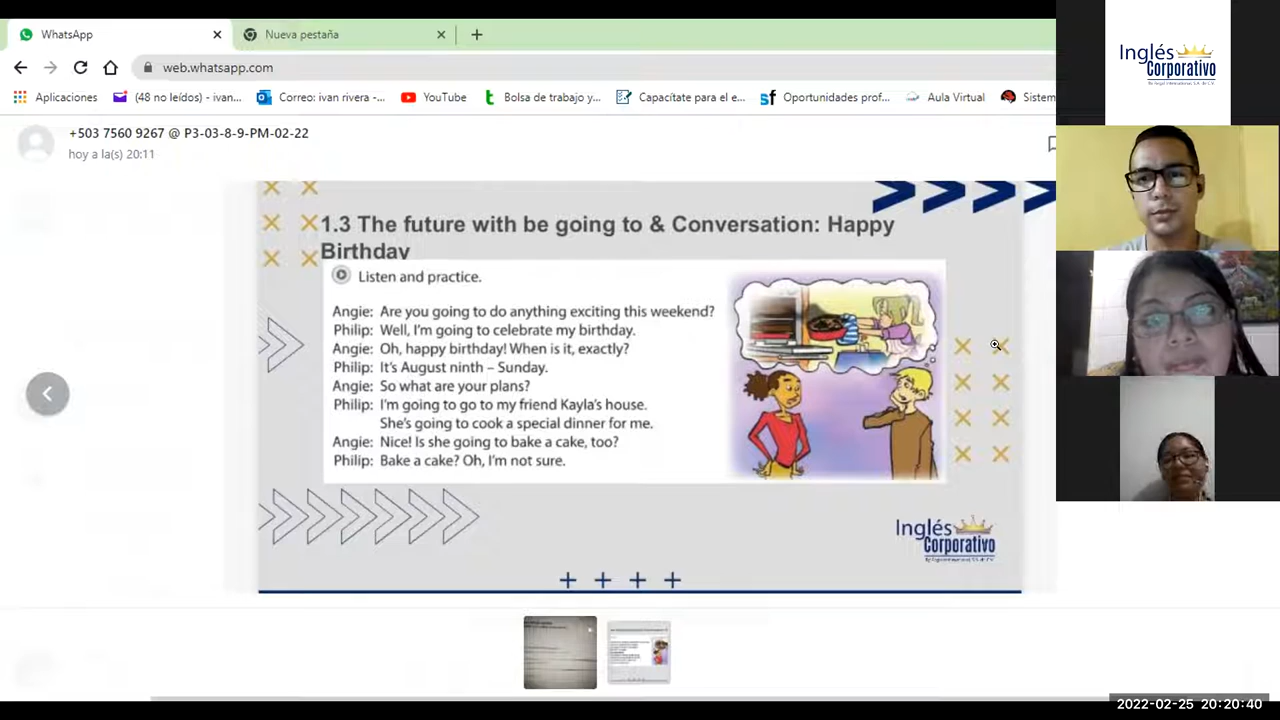 WhatsApp
Nueva pestaña
web.whatsapp.com
Aplicaciones
(48 no leídos) - ivan...
Correo: ivan rivera -...
YouTube
Bolsa de trabajo y...
Capacítate para el e...
Oportunidades prof...
Aula Virtual
Sistem
+503 7560 9267 @ P3-03-8-9-PM-02-22
hoy a la(s) 20:11
1.3 The future with be going to & Conversation: Happy
Birthday
Listen and practice.
Angie: Are you going to do anything exciting this weekend?
Philip: Well, I'm going to celebrate my birthday.
Angie: Oh, happy birthday! When is it, exactly?
Philip: It's August ninth – Sunday.
Angie: So what are your plans?
Philip: I'm going to go to my friend Kayla's house.
She's going to cook a special dinner for me.
Angie: Nice! Is she going to bake a cake, too?
Philip: Bake a cake? Oh, I'm not sure.
Inglés
Corporativo
Inglés
Corporativo
2022-02-25 20:20:40